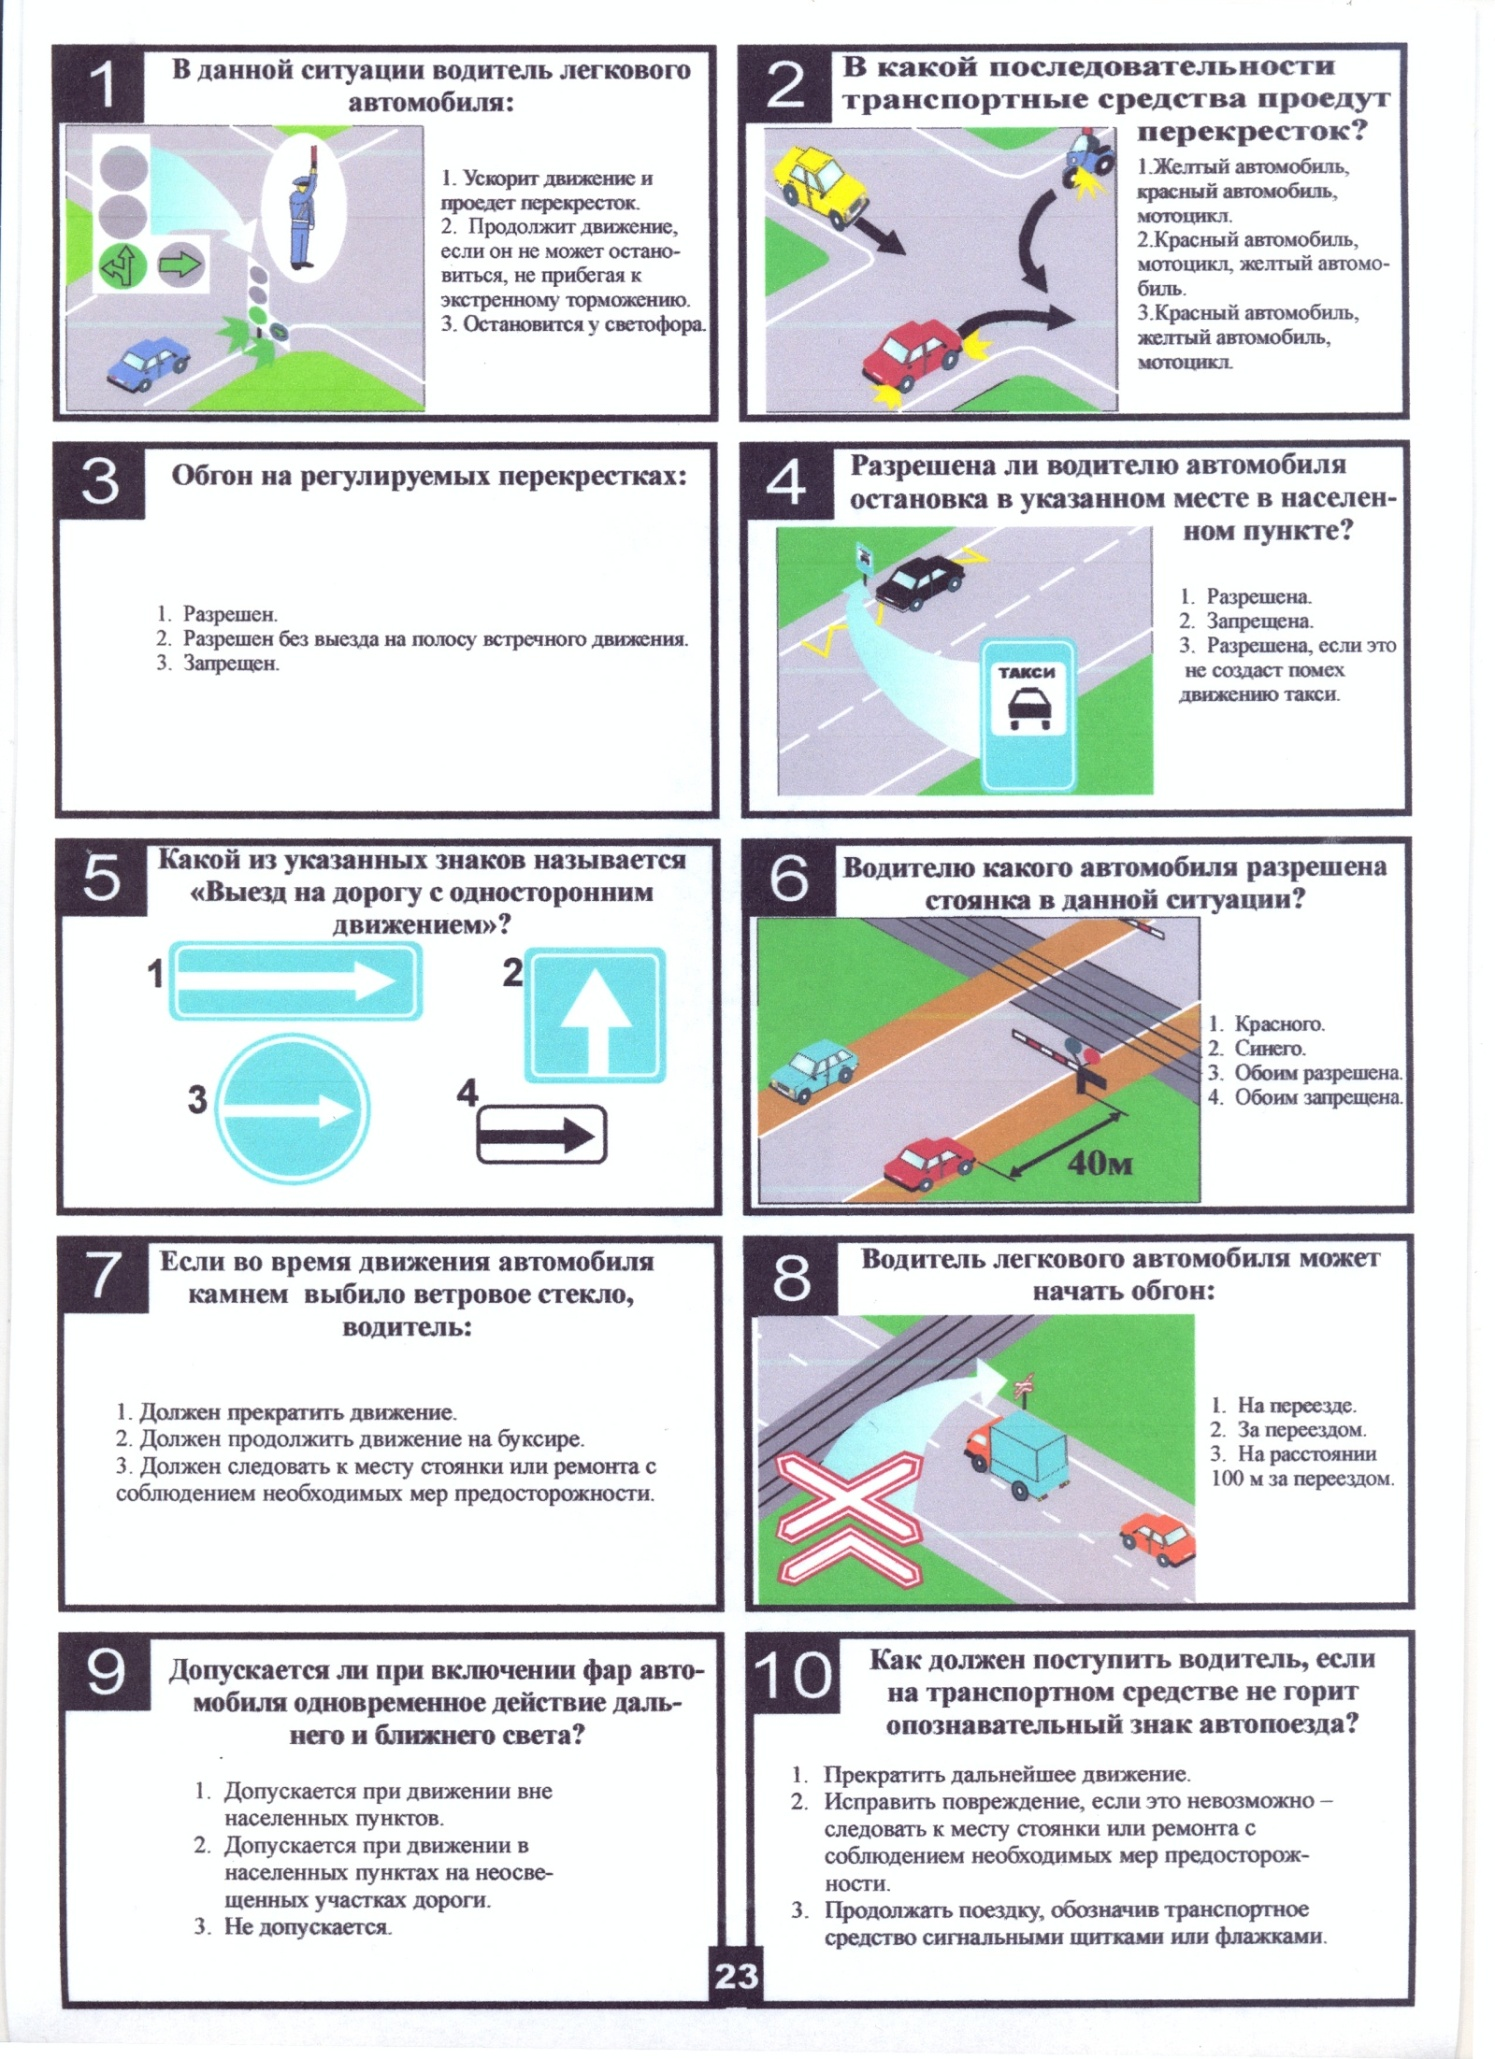 1
В данной ситуации водитель легкового
автомобиля:
1. Ускорит движение и
проедет перекресток.
2. Продолжит движение,
если он не может остано-
виться, не прибегая к
экстренному торможению.
3. Остановится у светофора.
2
В какой последовательности
транспортные средства проедут
перекресток?
1.Желтый автомобиль,
красный автомобиль,
мотоцикл.
2.Красный автомобиль,
мотоцикл, желтый автомо-
биль.
3.Красный автомобиль,
желтый автомобиль,
мотоцикл.
3
Обгон на регулируемых перекрестках:
1. Разрешен.
2. Разрешен без выезда на полосу встречного движения.
3. Запрещен.
4
Разрешена ли водителю автомобиля
остановка в указанном месте в населен-
ном пункте?
ТАКСИ
1. Разрешена.
2. Запрещена.
3. Разрешена, если это
не создаст помех
движению такси.
5
Какой из указанных знаков называется
«Выезд на дорогу с односторонним
движением»?
1
2
3
4
6
Водителю какого автомобиля разрешена
стоянка в данной ситуации?
40м
1. Красного.
2. Синего.
3. Обоим разрешена.
4. Обоим запрещена.
7
Если во время движения автомобиля
камнем выбило ветровое стекло,
водитель:
1. Должен прекратить движение.
2. Должен продолжить движение на буксире.
3. Должен следовать к месту стоянки или ремонта с
соблюдением необходимых мер предосторожности.
8
Водитель легкового автомобиля может
начать обгон:
1. На переезде.
2. За переездом.
3. На расстоянии
100 м за переездом.
9
Допускается ли при включении фар авто-
мобиля одновременное действие даль-
него и ближнего света?
1. Допускается при движении вне
населенных пунктов.
2. Допускается при движении в
населенных пунктах на неосве-
щенных участках дороги.
3. Не допускается.
10
Как должен поступить водитель, если
на транспортном средстве не горит
опознавательный знак автопоезда?
1. Прекратить дальнейшее движение.
2. Исправить повреждение, если это невозможно –
следовать к месту стоянки или ремонта с
соблюдением необходимых мер предосторож-
ности.
3. Продолжать поездку, обозначив транспортное
средство сигнальными щитками или флажками.
23